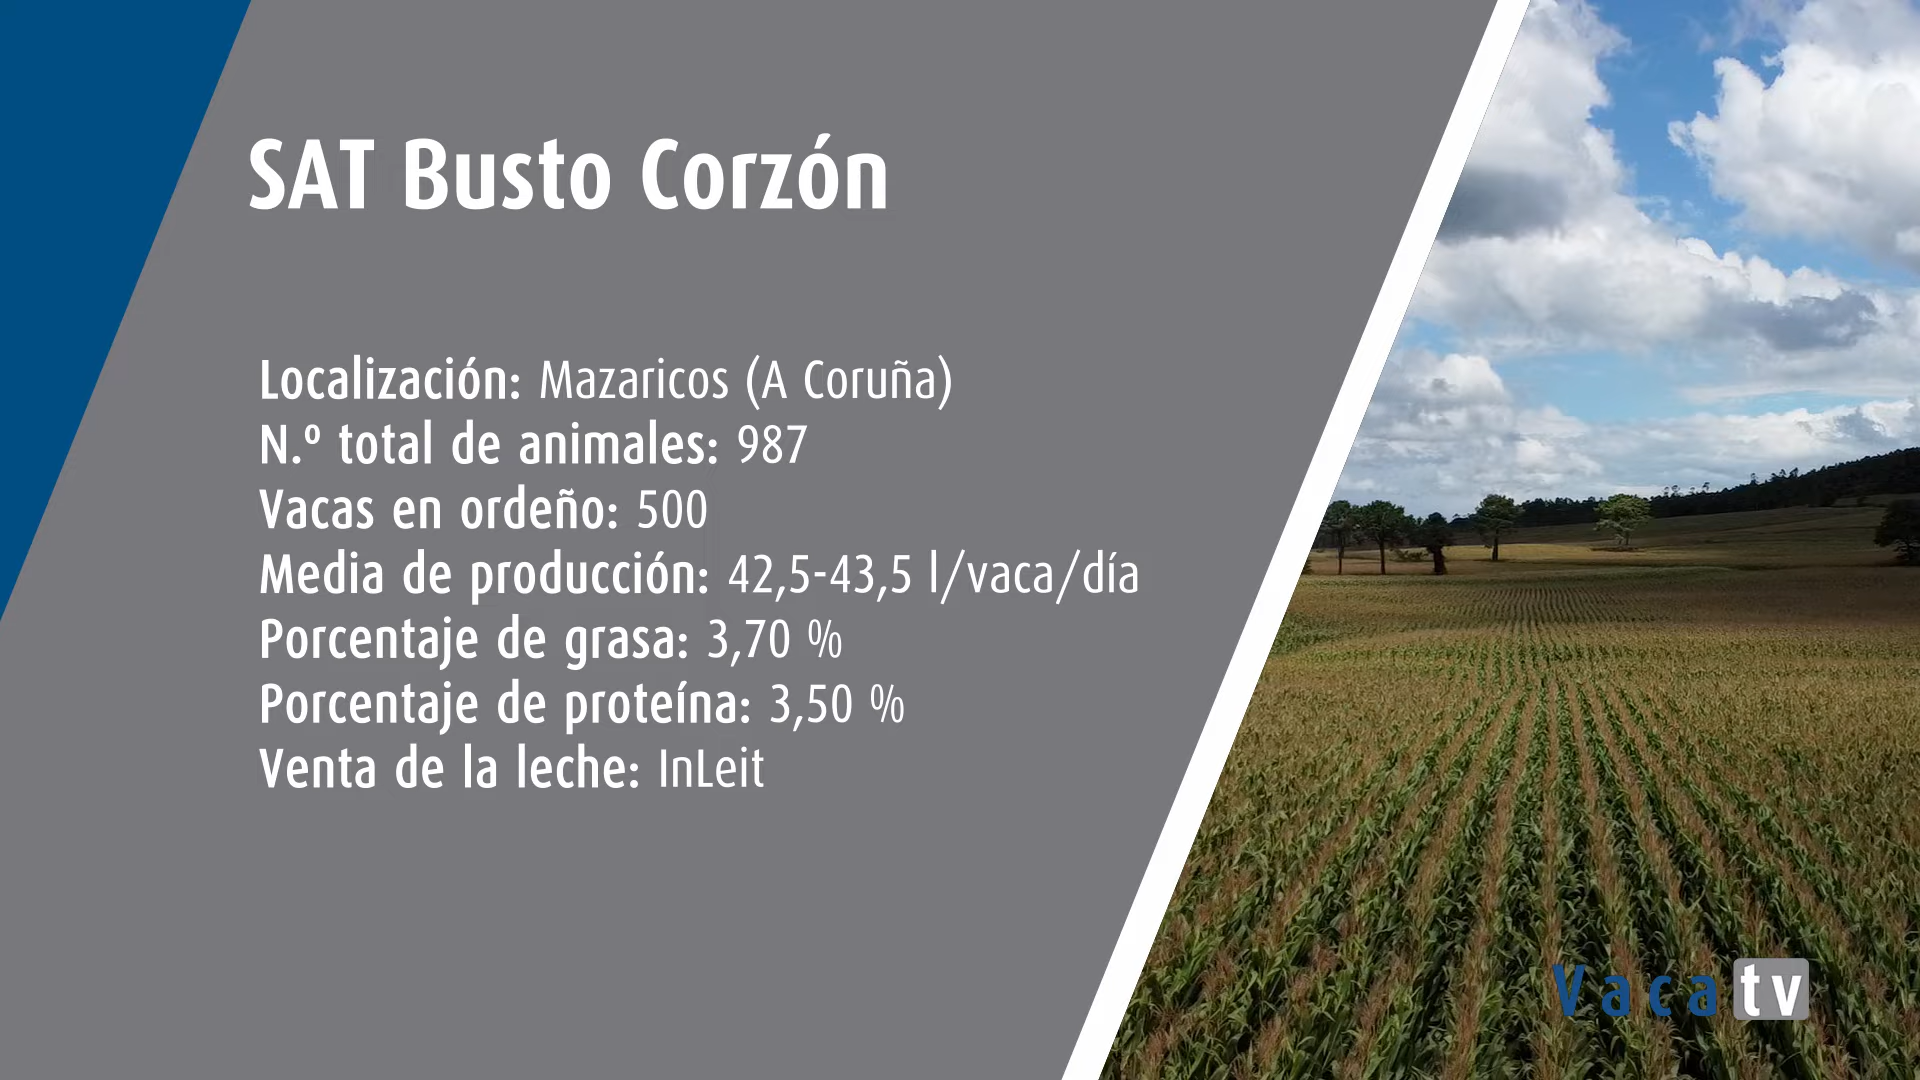 SAT Busto Corzón
Localización: Mazaricos (A Coruña)
N.º total de animales: 987
Vacas en ordeño: 500
Media de producción: 42,5-43,5 l/vaca/día
Porcentaje de grasa: 3,70 %
Porcentaje de proteína: 3,50 %
Venta de la leche: InLeit
Vaca tv